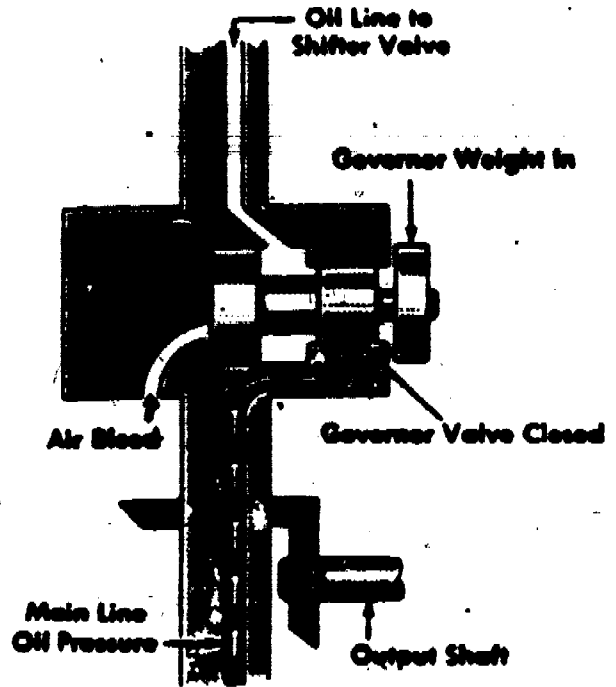 Oil Line to
Shifter Valve
Governor Weight In
Air Bleed
Governor Valve Closed
Main Line
Oil Pressure
Output Shaft